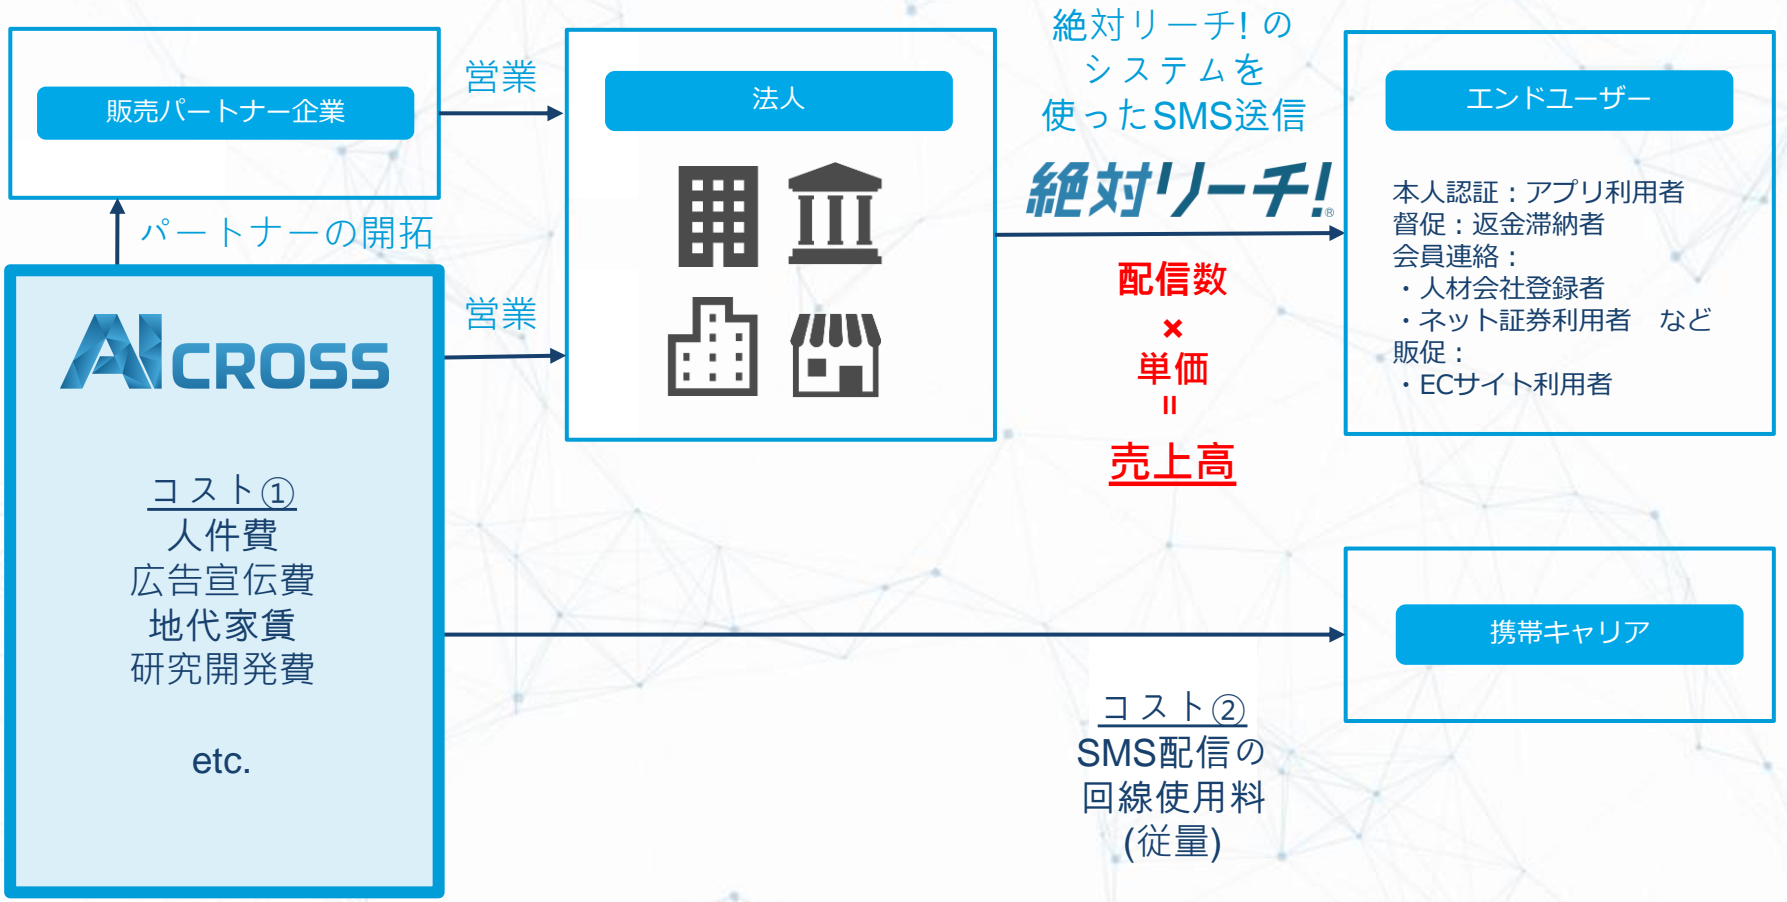 販売パートナー企業
営業
法人
絶対リーチ!の
システムを
使ったSMS送信
絶対リーチ!®
エンドユーザー
本人認証：アプリ利用者
督促：返金滞納者
会員連絡：
・人材会社登録者
・ネット証券利用者　など
販促：
・ECサイト利用者
パートナーの開拓
営業
配信数
×
単価
=
売上高
AI CROSS
コスト①
人件費
広告宣伝費
地代家賃
研究開発費
etc.
携帯キャリア
コスト②
SMS配信の
回線使用料
(従量)